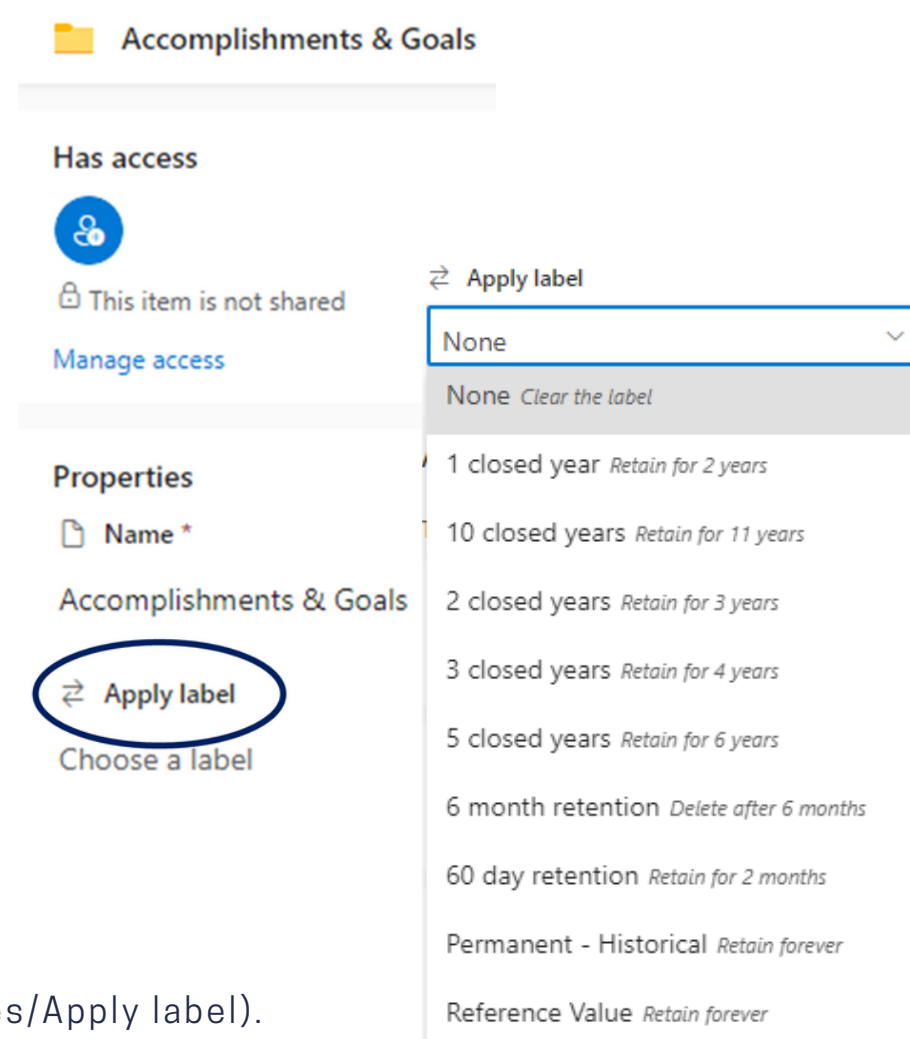 Accomplishments & Goals
Has access
This item is not shared
Manage access
Properties
Name *
Accomplishments & Goals
Apply label
Choose a label
es/Apply label).
Apply label
None
None Clear the label
1 closed year Retain for 2 years
10 closed years Retain for 11 years
2 closed years Retain for 3 years
3 closed years Retain for 4 years
5 closed years Retain for 6 years
6 month retention Delete after 6 months
60 day retention Retain for 2 months
Permanent - Historical Retain forever
Reference Value Retain forever